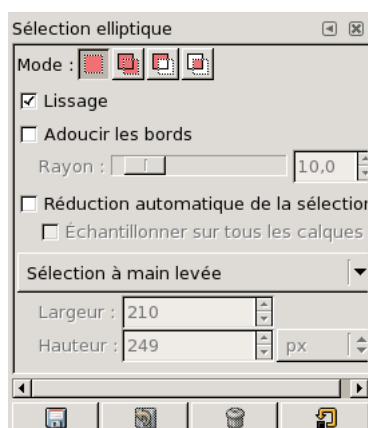 Sélection elliptique
Mode :
Lissage
Adoucir les bords
Rayon : 10,0
Réduction automatique de la sélection
Échantillonner sur tous les calques
Sélection à main levée
Largeur : 210
Hauteur : 249 px